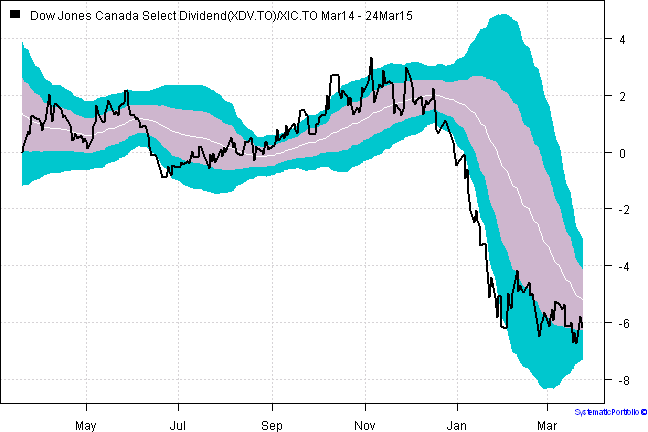 Dow Jones Canada Select Dividend(XDV.TO)/XIC.TO Mar14 - 24Mar15
4
2
0
-2
-4
-6
-8
May Jul Sep Nov Jan Mar
SystematicPortfolio ©